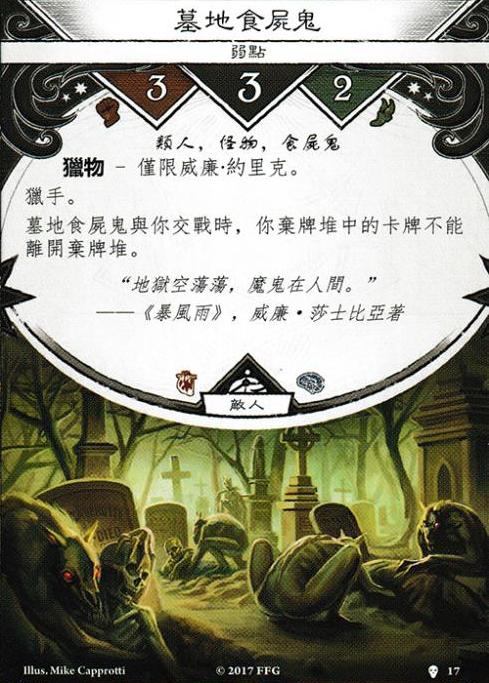 墓地食屍鬼
弱點
3
3
2
類人，怪物，食屍鬼
獵物 – 僅限威廉·約里克。
獵手。
墓地食屍鬼與你交戰時，你棄牌堆中的卡牌不能
離開棄牌堆。
“地獄空蕩蕩，魔鬼在人間。”
——《暴風雨》，威廉·莎士比亞著
敵人
Illus. Mike Capprotti
© 2017 FFG
17